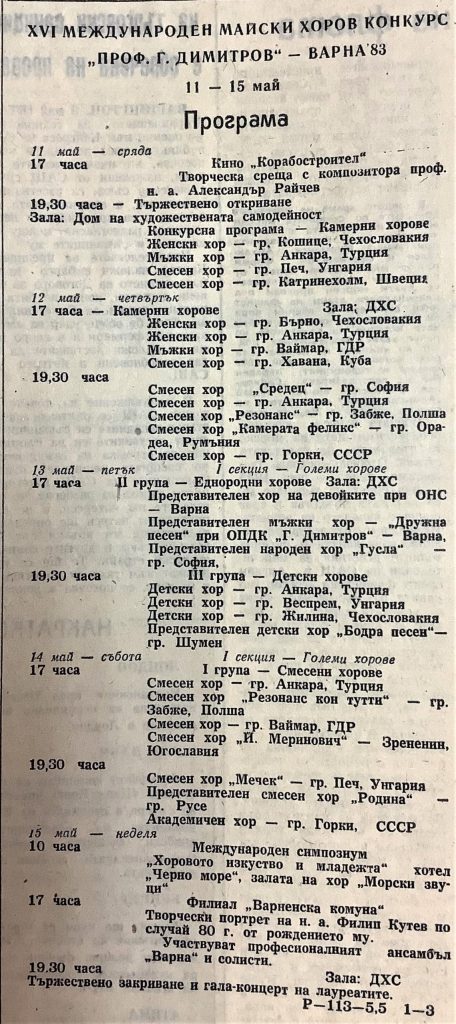 XVI МЕЖДУНАРОДЕН МАЙСКИ ХОРОВ КОНКУРС
„ПРОФ. Г. ДИМИТРОВ“ — ВАРНА'83
11 — 15 май
Програма
11 май — сряда
17 часа Кино „Корабостроител“
Творческа среща с композитора проф.
н. а. Александър Райчев
19,30 часа — Тържествено откриване
Зала: Дом на художествената самодейност
Конкурсна програма — Камерни хорове
Женски хор — гр. Кошице, Чехословакия
Мъжки хор — гр. Анкара, Турция
Смесен хор — гр. Печ, Унгария
Смесен хор — гр. Катринехолм, Швеция
12 май — четвъртък
17 часа — Камерни хорове Зала: ДХС
Женски хор — гр. Бърно, Чехословакия
Женски хор — гр. Анкара, Турция
Мъжки хор — гр. Ваймар, ГДР
Смесен хор — гр. Хавана, Куба
19,30 часа
Смесен хор „Средец“ — гр. София
Смесен хор — гр. Анкара, Турция
Смесен хор „Резонанс“ — гр. Забже, Полша
Смесен хор „Камерата феликс“ — гр. Ора-
деа, Румъния
Смесен хор — гр. Горки, СССР
13 май — петък I секция — Големи хорове
17 часа II група — Еднородни хорове Зала: ДХС
Представителен хор на девойките при ОНС
— Варна
Представителен мъжки хор — „Дружна
песен“ при ОПДК „Г. Димитров“ — Варна,
Представителен народен хор „Гусла“ —
гр. София,
19,30 часа III група — Детски хорове
Детски хор — гр. Анкара, Турция
Детски хор — гр. Веспрем, Унгария
Детски хор — гр. Жилина, Чехословакия
Представителен детски хор „Бодра песен“—
гр. Шумен
14 май — събота I секция — Големи хорове
17 часа I група — Смесени хорове
Смесен хор — гр. Анкара, Турция
Смесен хор „Резонанс кон тутти“ — гр.
Забже, Полша
Смесен хор — гр. Ваймар, ГДР
Смесен хор „И. Меринович“ — Зрененин,
Югославия
19,30 часа
Смесен хор „Мечек“ — гр. Печ, Унгария
Представителен смесен хор „Родина“ —
гр. Русе
Академичен хор — гр. Горки, СССР
15 май — неделя
10 часа Международен симпозиум
„Хоровото изкуство и младежта“ хотел
„Черно море“, залата на хор „Морски зву-
ци“
17 часа Филиал „Варненска комуна“
Творчески портрет на н. а. Филип Кутев по
случай 80 г. от рождението му.
Участвуват професионалният ансамбъл
„Варна“ и солисти.
19.30 часа Зала: ДХС
Тържествено закриване и гала-концерт на лауреатите.
Р—113—5,5 1—3